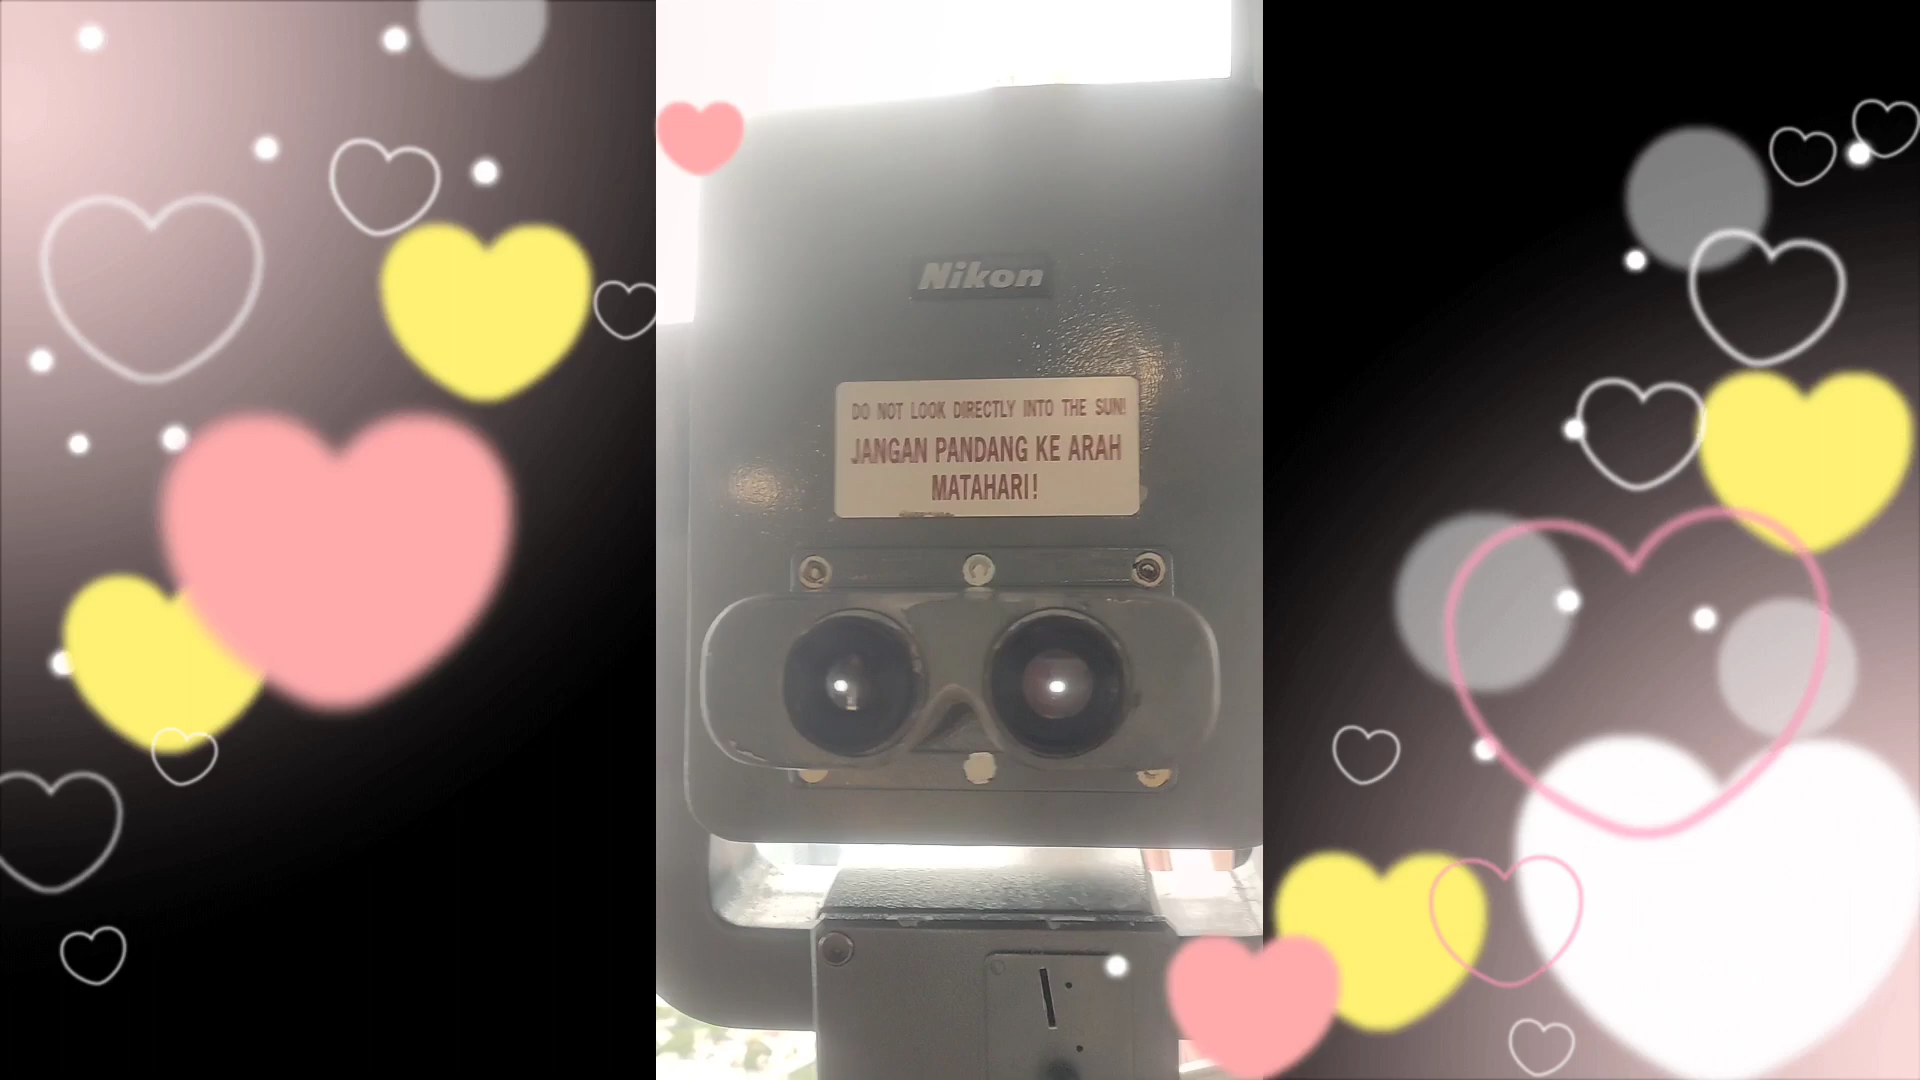 Nikon
DO NOT LOOK DIRECTLY INTO THE SUN!
JANGAN PANDANG KE ARAH
MATAHARI!